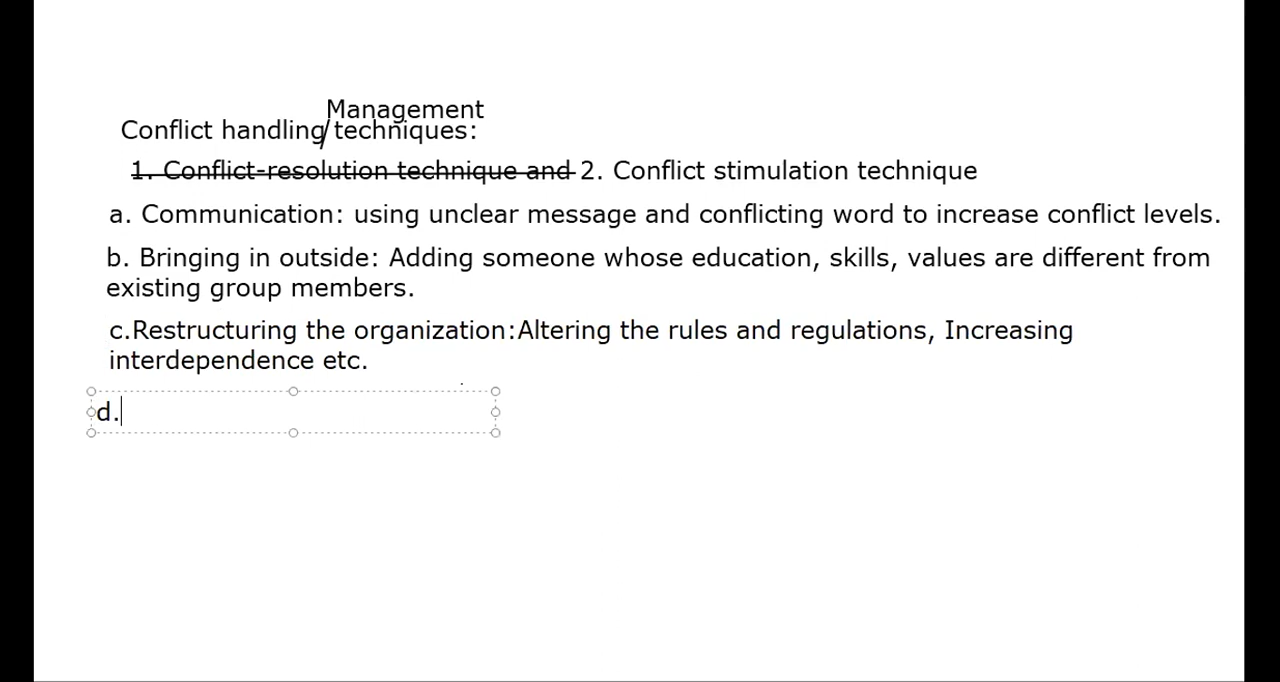 Management
Conflict handling/techniques:
1. Conflict-resolution technique and 2. Conflict stimulation technique
a. Communication: using unclear message and conflicting word to increase conflict levels.
b. Bringing in outside: Adding someone whose education, skills, values are different from
existing group members.
c.Restructuring the organization:Altering the rules and regulations, Increasing
interdependence etc.
d.